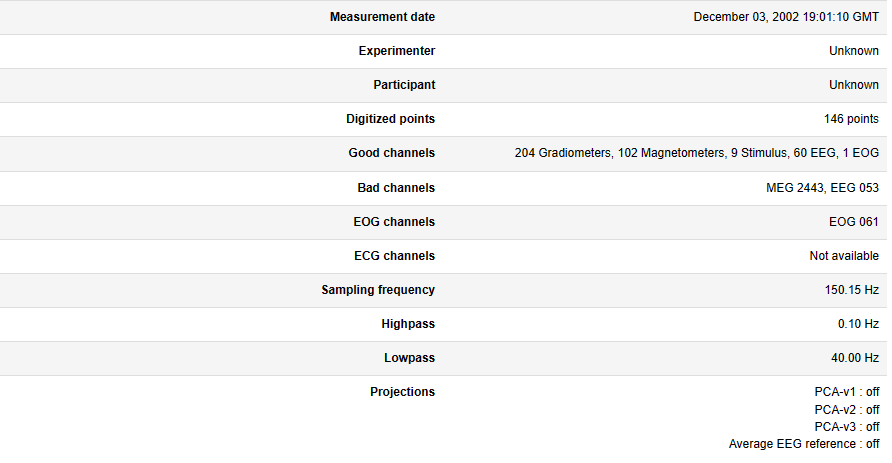 Measurement date December 03, 2002 19:01:10 GMT
Experimenter Unknown
Participant Unknown
Digitized points 146 points
Good channels 204 Gradiometers, 102 Magnetometers, 9 Stimulus, 60 EEG, 1 EOG
Bad channels MEG 2443, EEG 053
EOG channels EOG 061
ECG channels Not available
Sampling frequency 150.15 Hz
Highpass 0.10 Hz
Lowpass 40.00 Hz
Projections PCA-v1 : off
PCA-v2 : off
PCA-v3 : off
Average EEG reference : off